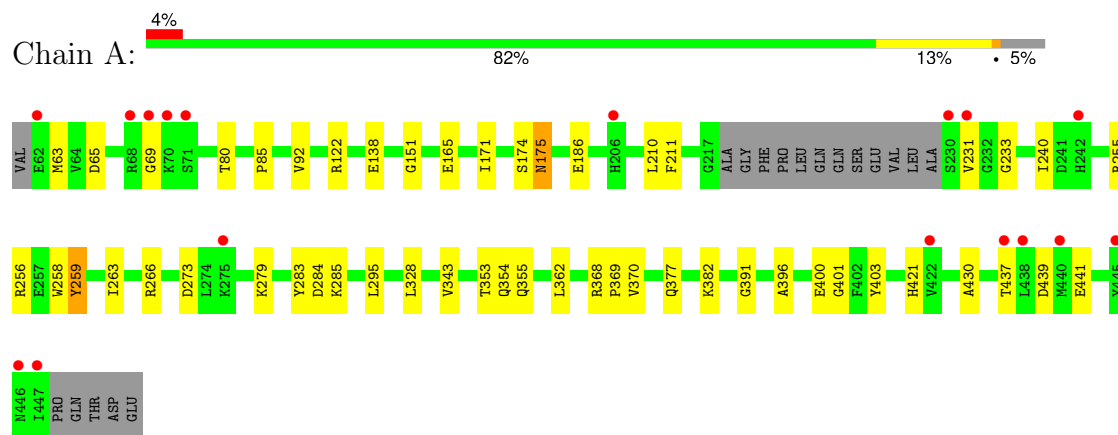 4%
Chain A:
82% 13% • 5%
VAL E62 M63 V64 D65 R68 G69 K70 S71 T80 P85 V92 R122 E138 G151 E165 I171 S174 N175 E186 H206 L210 F211 G217 ALA GLY PHE PRO LEU GLN GLN SER GLU VAL LEU ALA S230 V231 G232 G233 I240 D241 H242
R256 E257 W258 Y259 I263 R266 D273 L274 K275 K279 Y283 D284 K285 L295 L328 V343 T353 Q354 Q355 L362 R368 P369 V370 Q377 K382 G391 A396 E400 G401 F402 Y403 H421 V422 A430 T437 L438 D439 M440 E441
N446 I447 PRO GLN THR ASP GLU